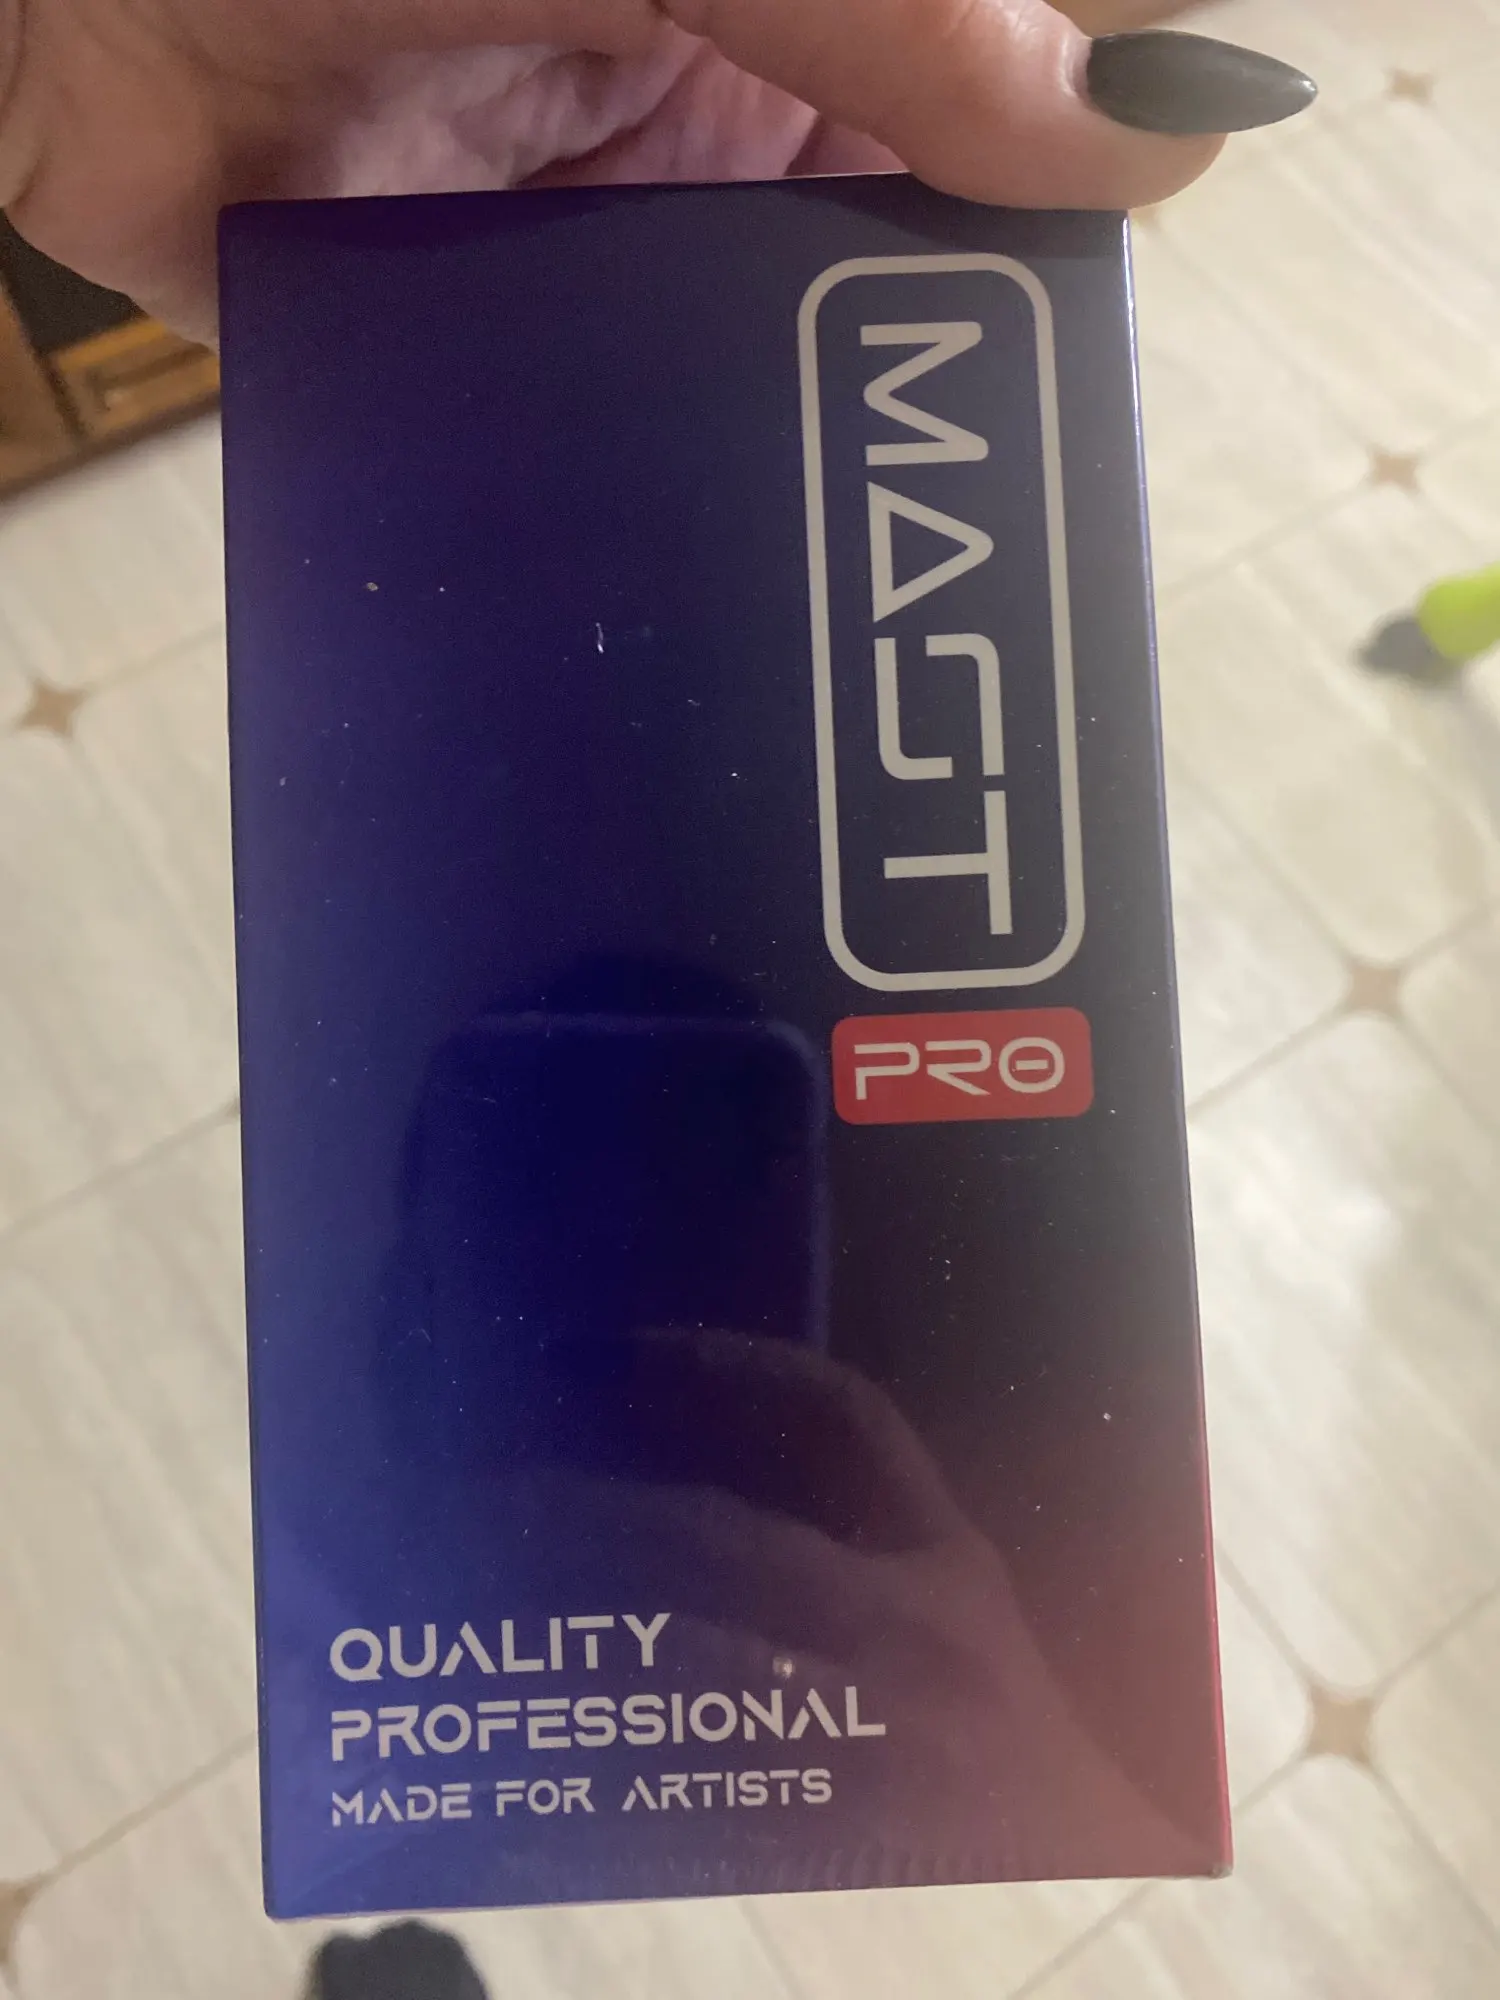 MAST
PRO
QUALITY
PROFESSIONAL
MADE FOR ARTISTS